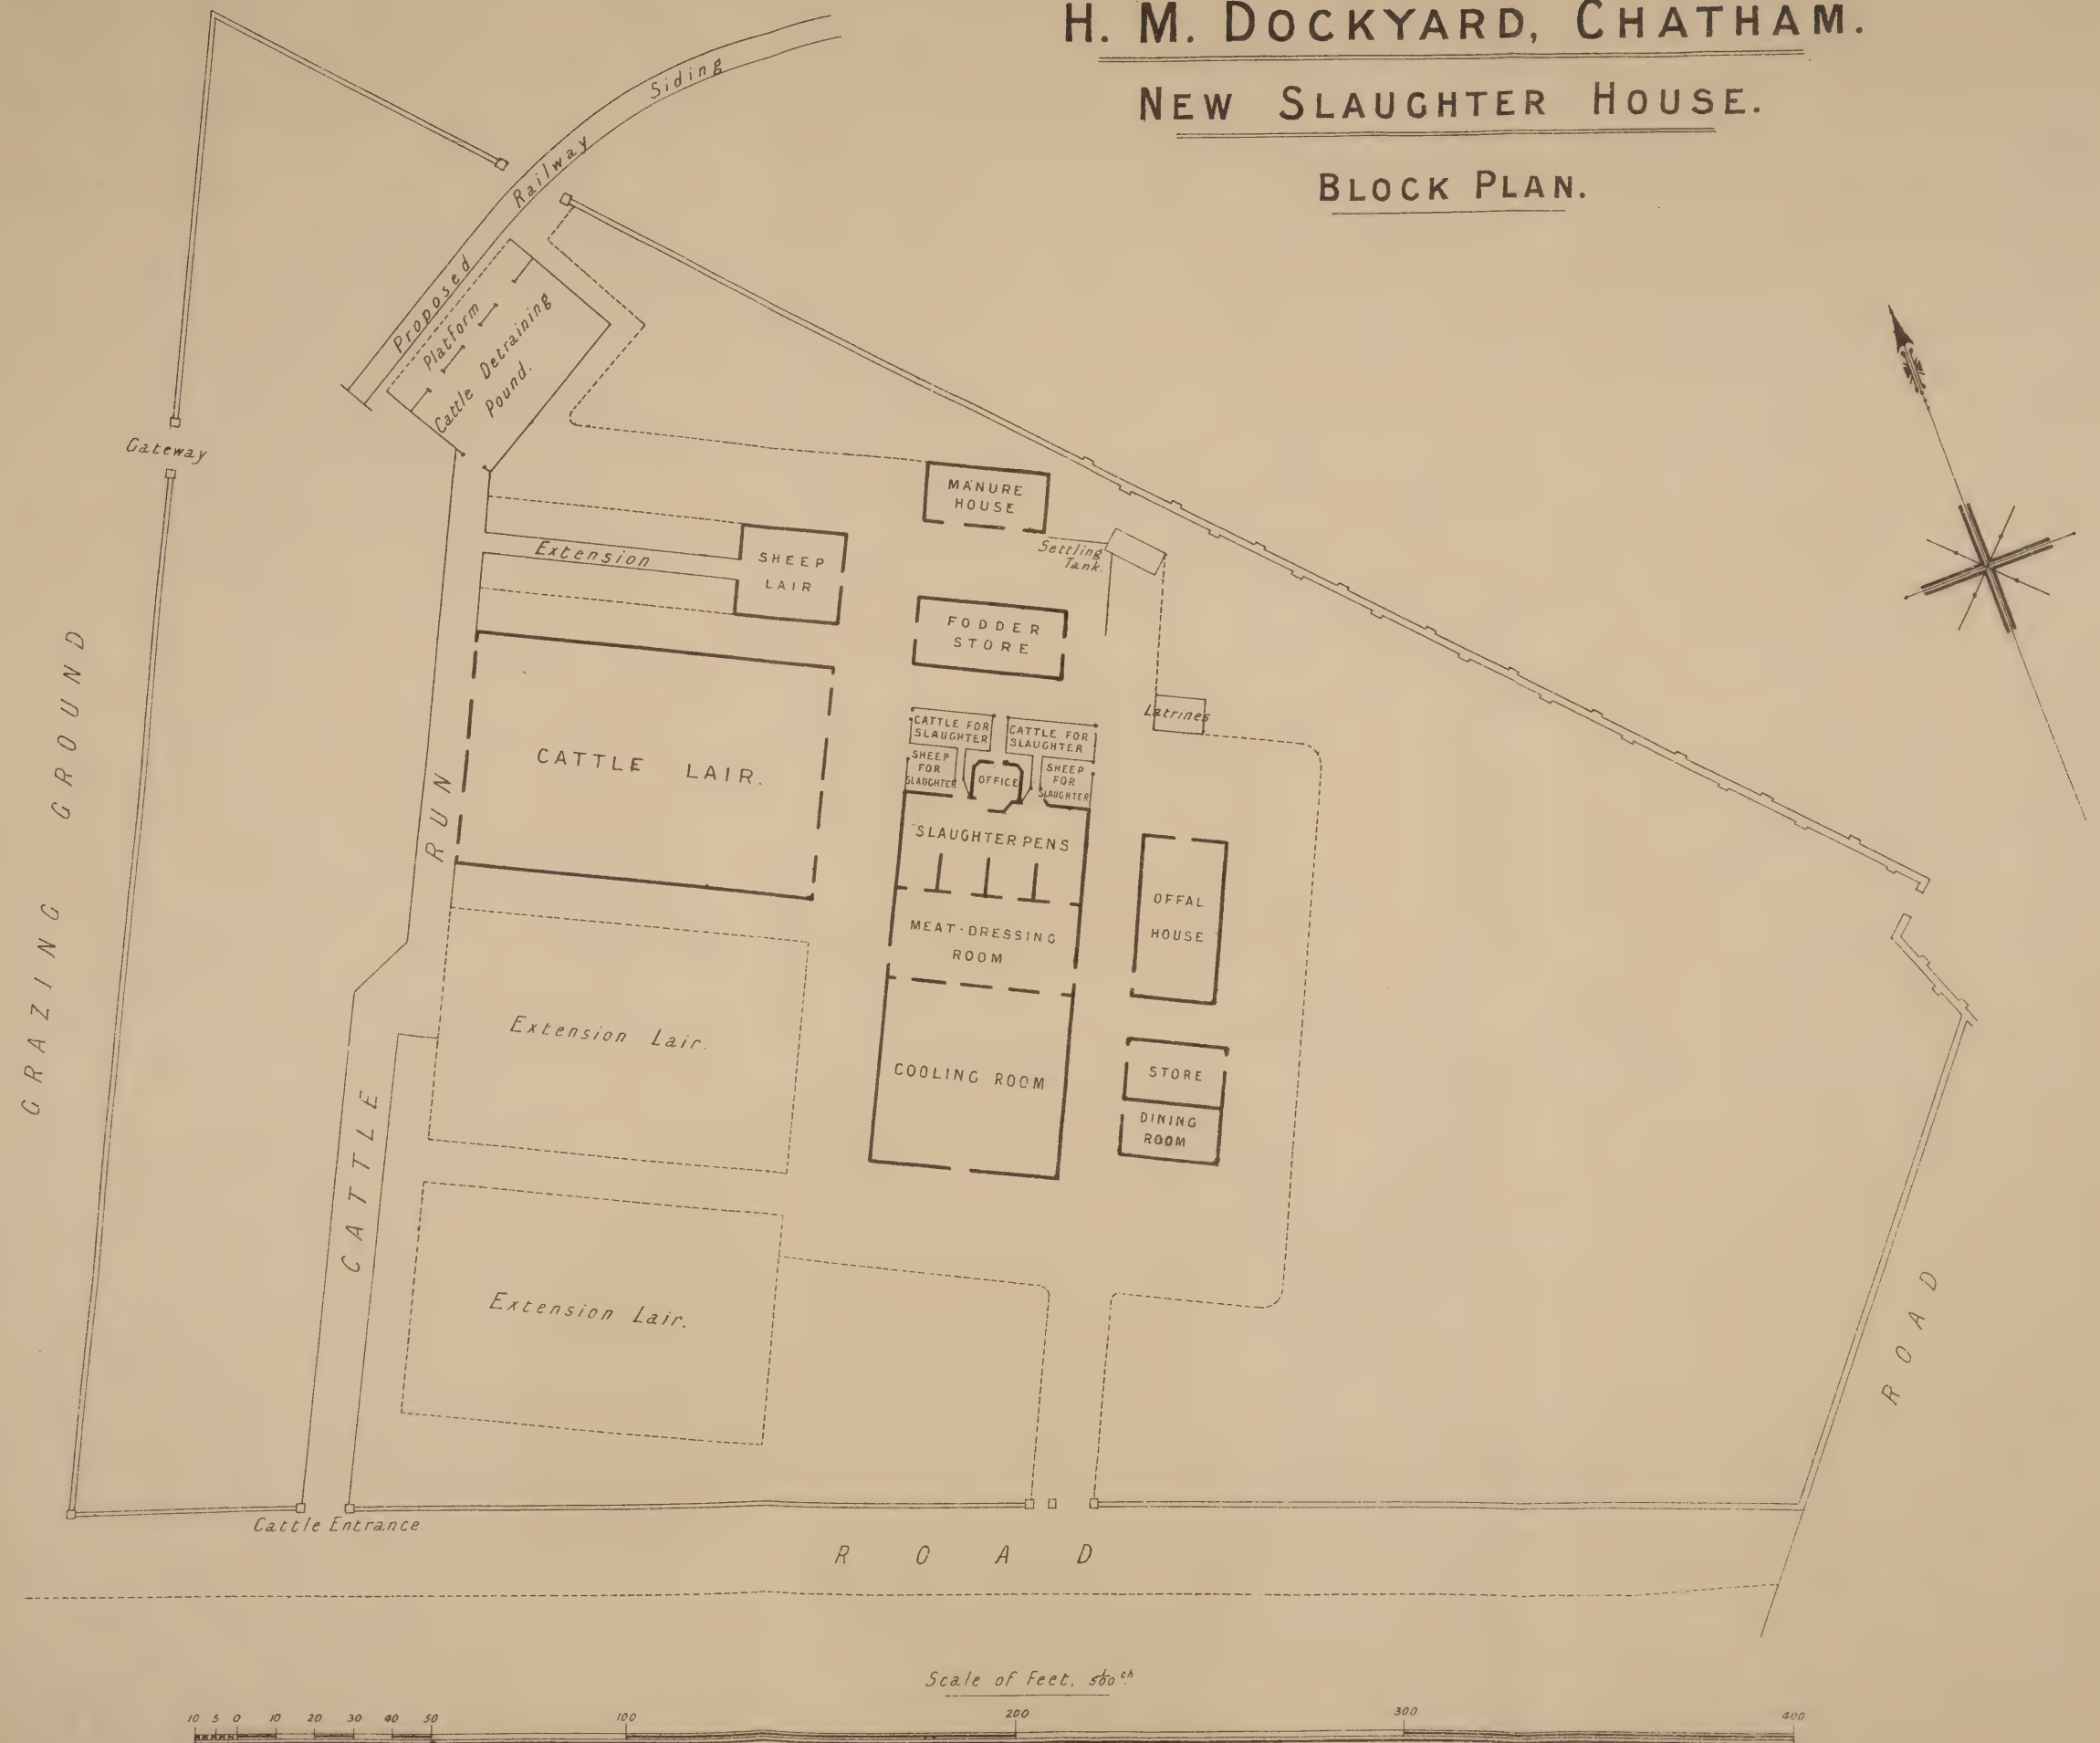 H. M. DOCKYARD, CHATHAM.
NEW SLAUGHTER HOUSE.
BLOCK PLAN.
Proposed Railway Siding
Platform
Cattle Detraining
Pound.
Gateway
MANURE
HOUSE
Settling
Tank.
Extension
SHEEP
LAIR
FODDER
STORE
GRAZING GROUND
CATTLE LAIR.
Latrines
CATTLE FOR
SLAUGHTER
CATTLE FOR
SLAUGHTER
SHEEP
FOR
SLAUGHTER
OFFICE
SHEEP
FOR
SLAUGHTER
SLAUGHTER PENS
CATTLE RUN
OFFAL
HOUSE
MEAT-DRESSING
ROOM
Extension Lair.
COOLING ROOM
STORE
DINING
ROOM
Extension Lair.
ROAD
Cattle Entrance.
ROAD
Scale of Feet, 1/500th.
10 5 0 10 20 30 40 50 100 200 300 400